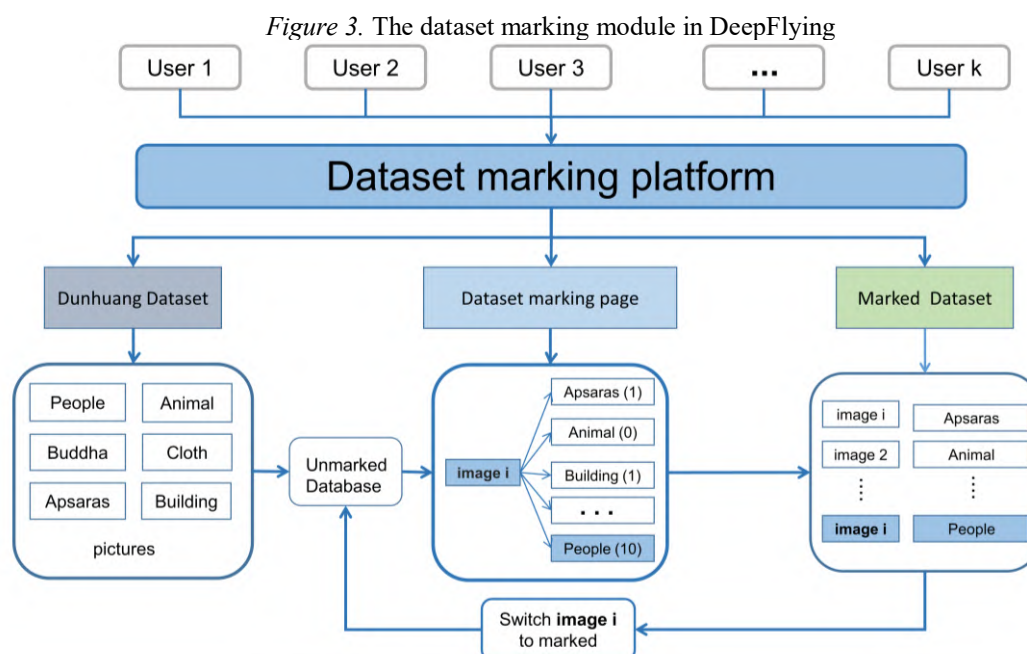 Figure 3. The dataset marking module in DeepFlying
User 1
User 2
User 3
...
User k
Dataset marking platform
Dunhuang Dataset
Dataset marking page
Marked Dataset
People
Animal
Buddha
Cloth
Apsaras
Building
pictures
Unmarked
Database
image i
Apsaras (1)
Animal (0)
Building (1)
...
People (10)
image i
Apsaras
image 2
Animal
image i
People
Switch image i
to marked